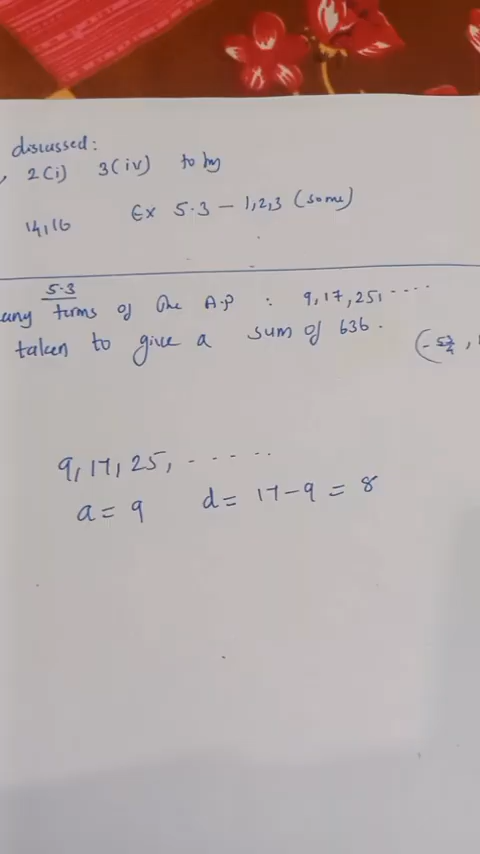 discussed:
2(i) 3(iv) to by
14,16 Ex 5.3 - 1,2,3 (some)
5.3
any terms of the A.P : 9,17,25,....
taken to give a sum of 636.
9,17,25, ......
a = 9 d = 17-9 = 8